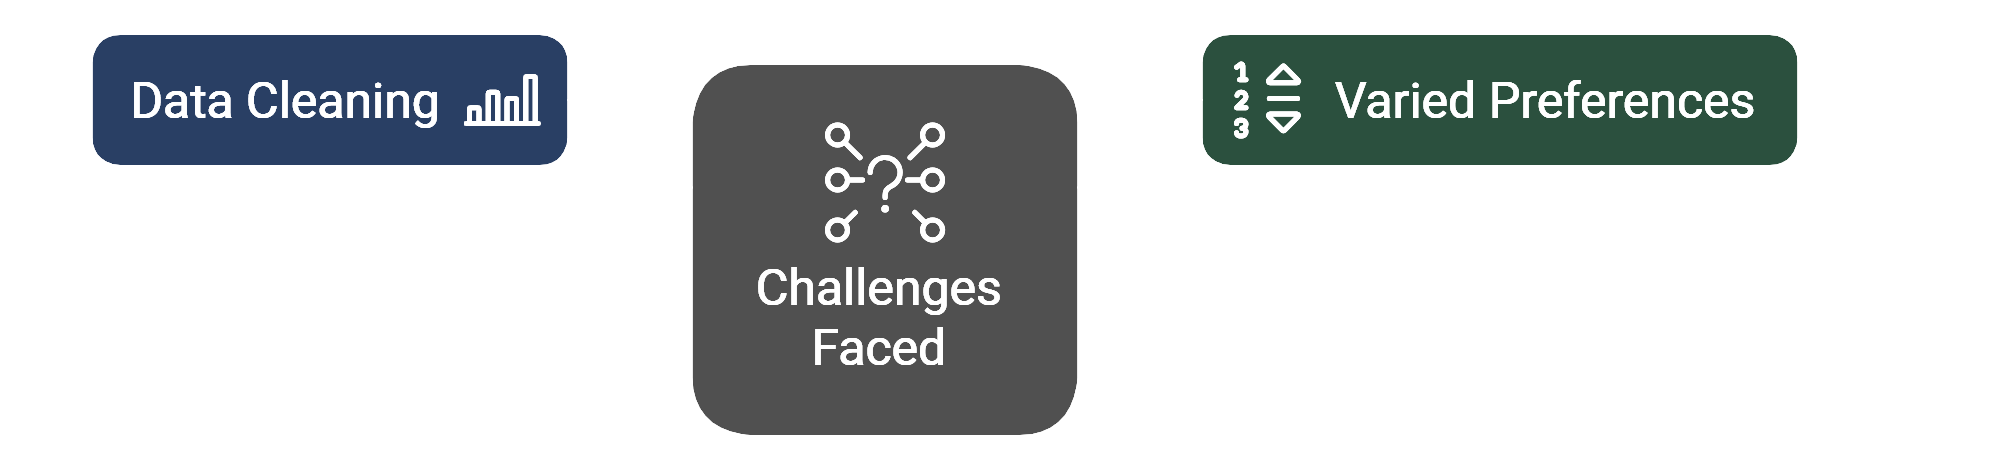 Data Cleaning
1
2
3
Varied Preferences
?
Challenges
Faced